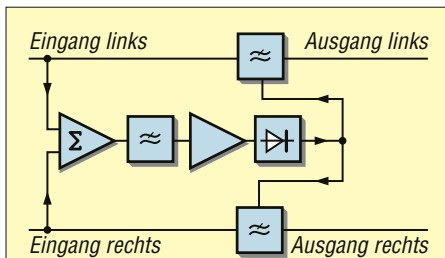 Eingang links
Ausgang links
Σ
Eingang rechts
Ausgang rechts